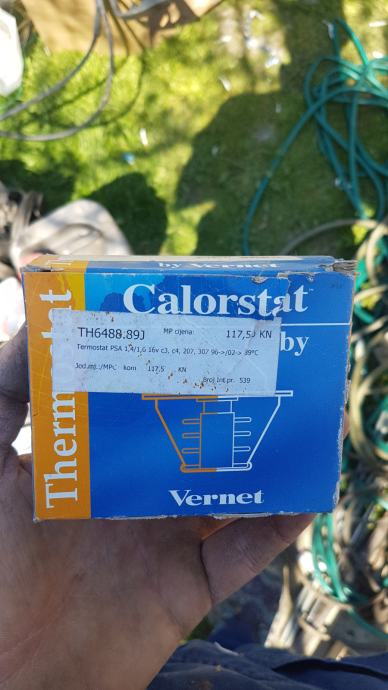 by Vernet
Calorstat
by
Thermostat
TH6488.89J MP cijena: 117,50 KN
Termostat PSA 1,4/1,6 16v c3, c4, 207, 307 96->/02-> 89°C
Jed.mj./MPC kom 117,5 KN
Broj int.pr. 539
Vernet